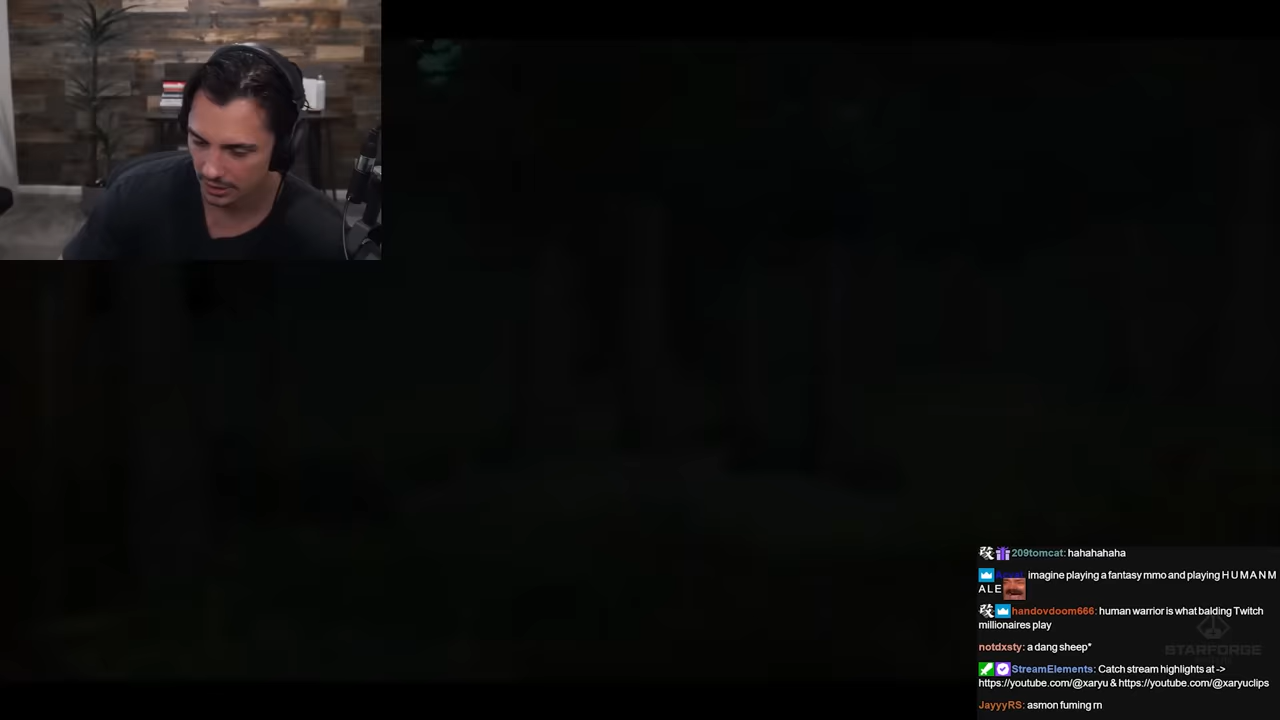 209tomcat: hahahahaha
imagine playing a fantasy mmo and playing H U M A N M
A L E
handovdoom666: human warrior is what balding Twitch
millionaires play
notdxsty: a dang sheep*
STARFORGE
StreamElements: Catch stream highlights at ->
https://youtube.com/@xaryu & https://youtube.com/@xaryuclips
JayyyRS: asmon fuming rn